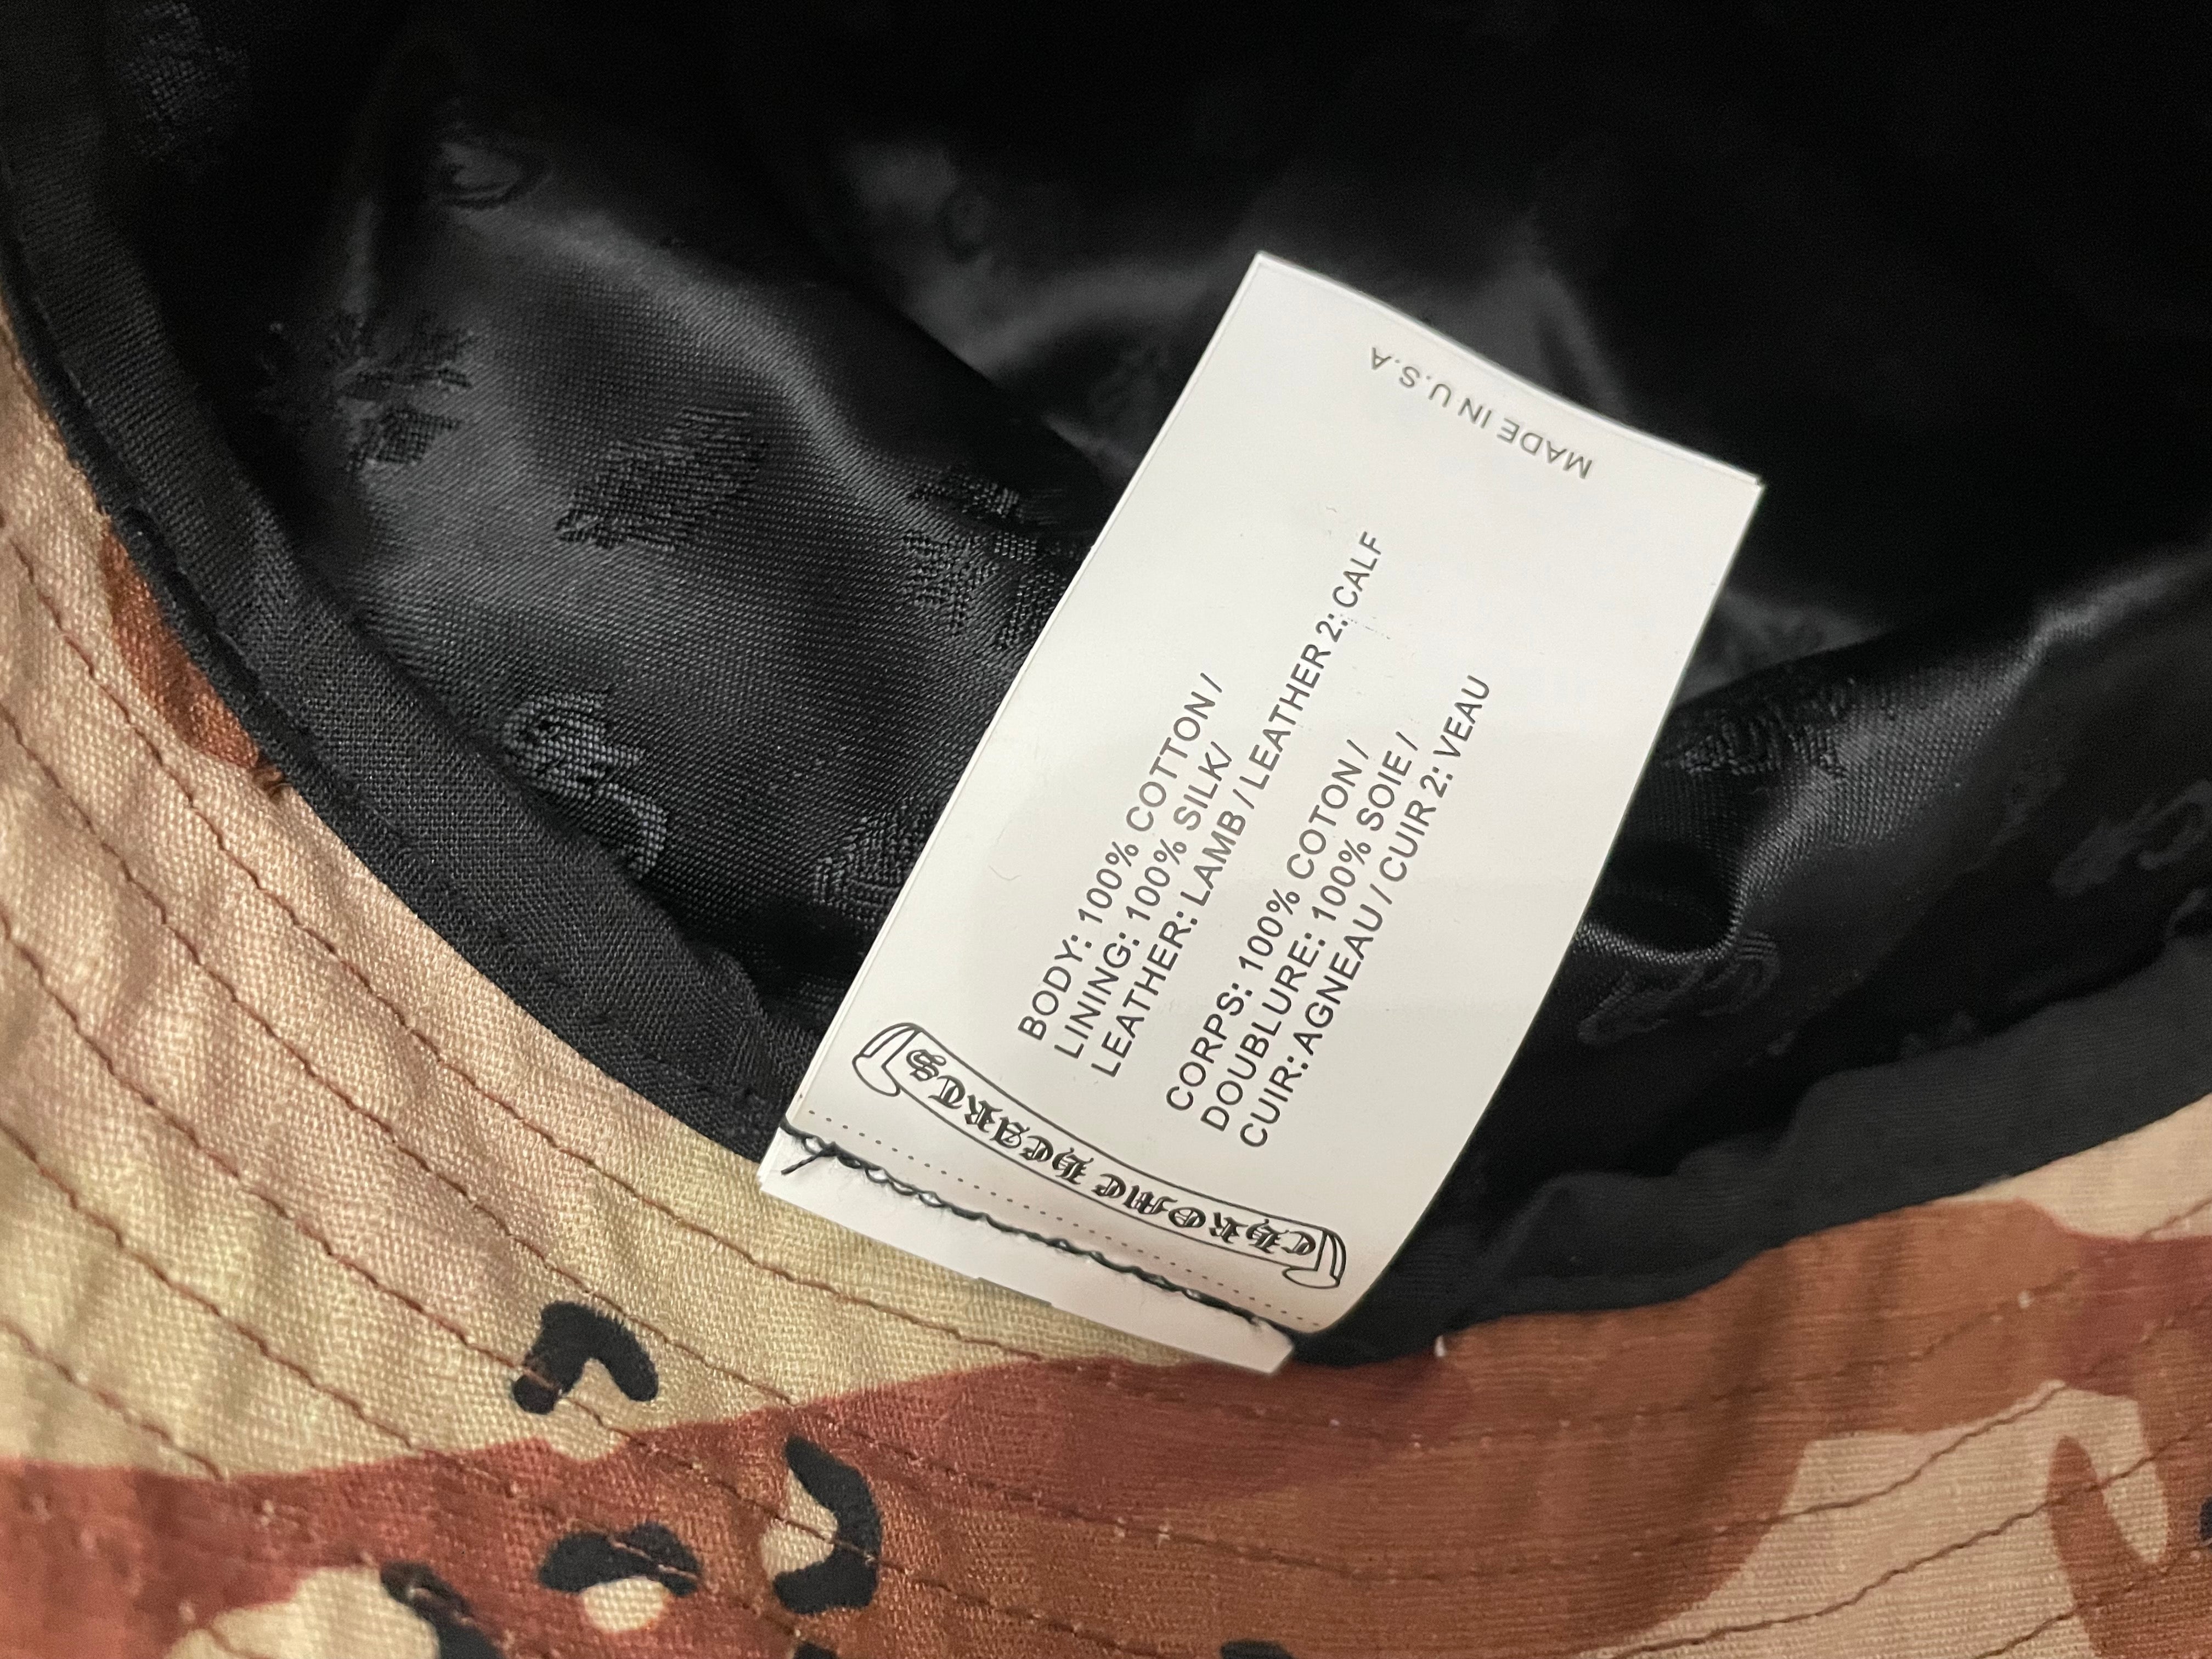 CHROME HEARTS
BODY: 100% COTTON /
LINING: 100% SILK/
LEATHER: LAMB / LEATHER 2: CALF
CORPS: 100% COTON /
DOUBLURE: 100% SOIE /
CUIR: AGNEAU / CUIR 2: VEAU
MADE IN U.S.A